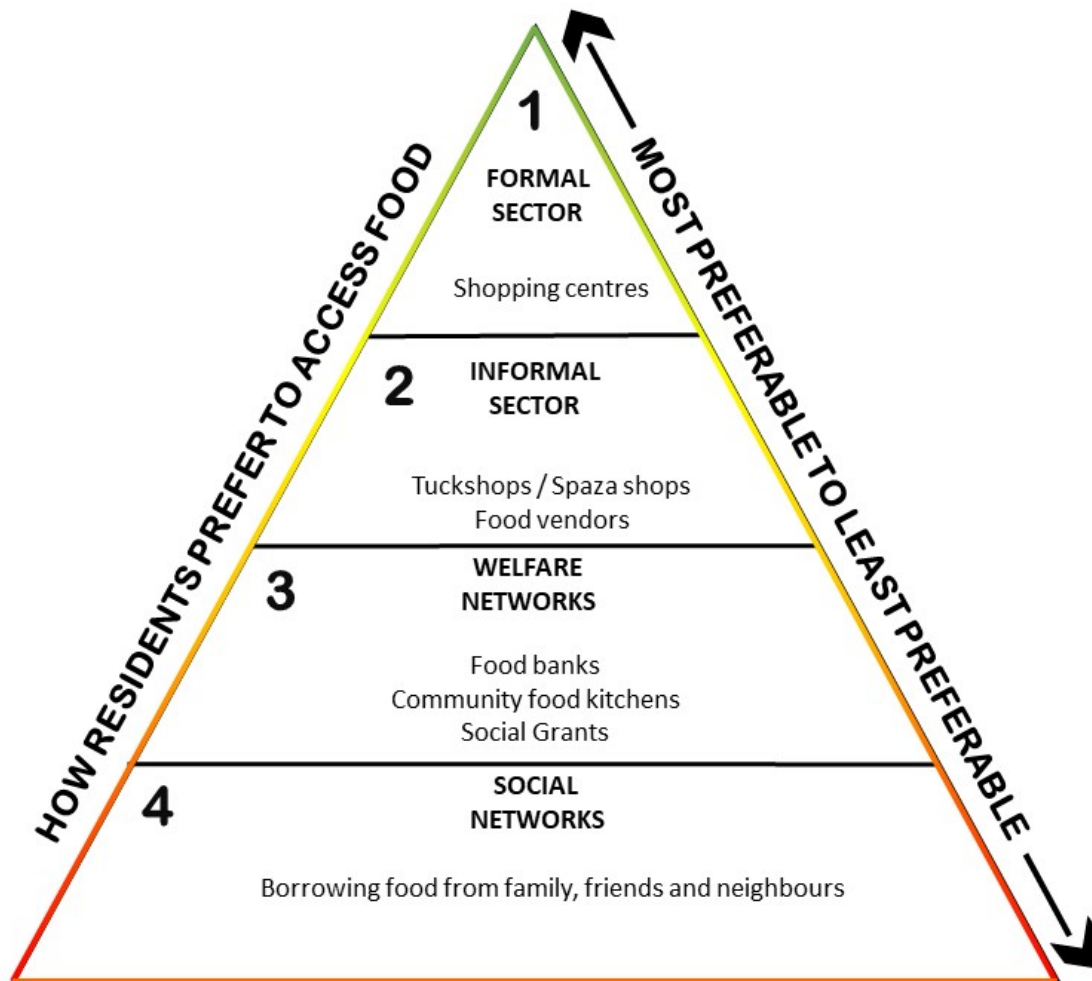 HOW RESIDENTS PREFER TO ACCESS FOOD
MOST PREFERABLE TO LEAST PREFERABLE
1
FORMAL
SECTOR
Shopping centres
2
INFORMAL
SECTOR
Tuckshops / Spaza shops
Food vendors
3
WELFARE
NETWORKS
Food banks
Community food kitchens
Social Grants
4
SOCIAL
NETWORKS
Borrowing food from family, friends and neighbours